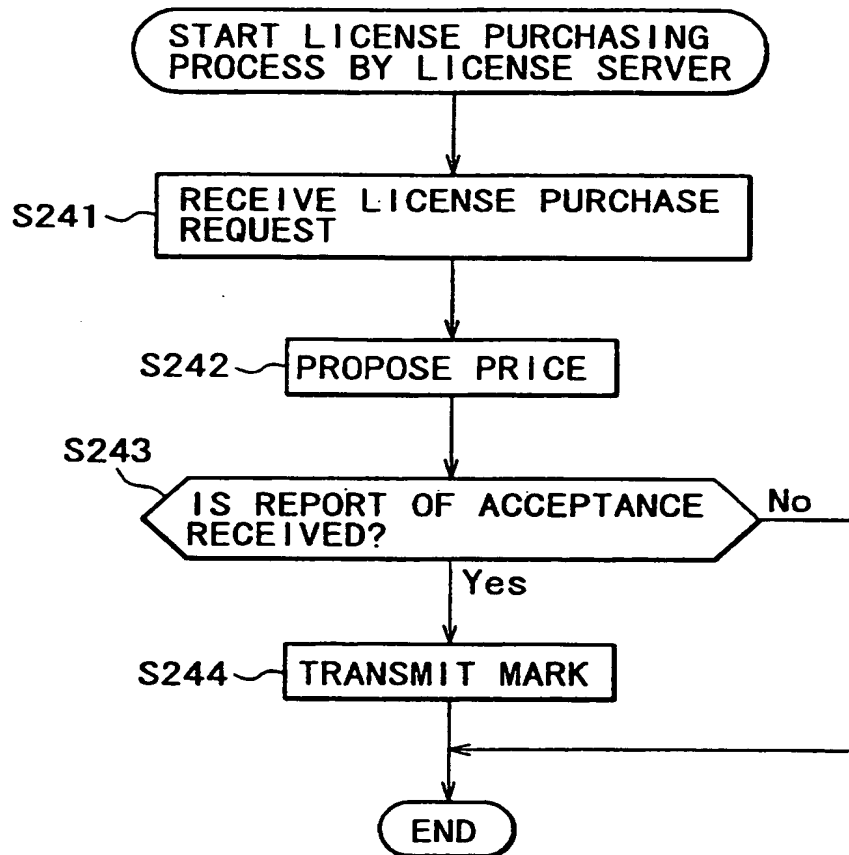 START LICENSE PURCHASING
PROCESS BY LICENSE SERVER
S241
RECEIVE LICENSE PURCHASE
REQUEST
S242
PROPOSE PRICE
S243
IS REPORT OF ACCEPTANCE
RECEIVED?
No
Yes
S244
TRANSMIT MARK
END